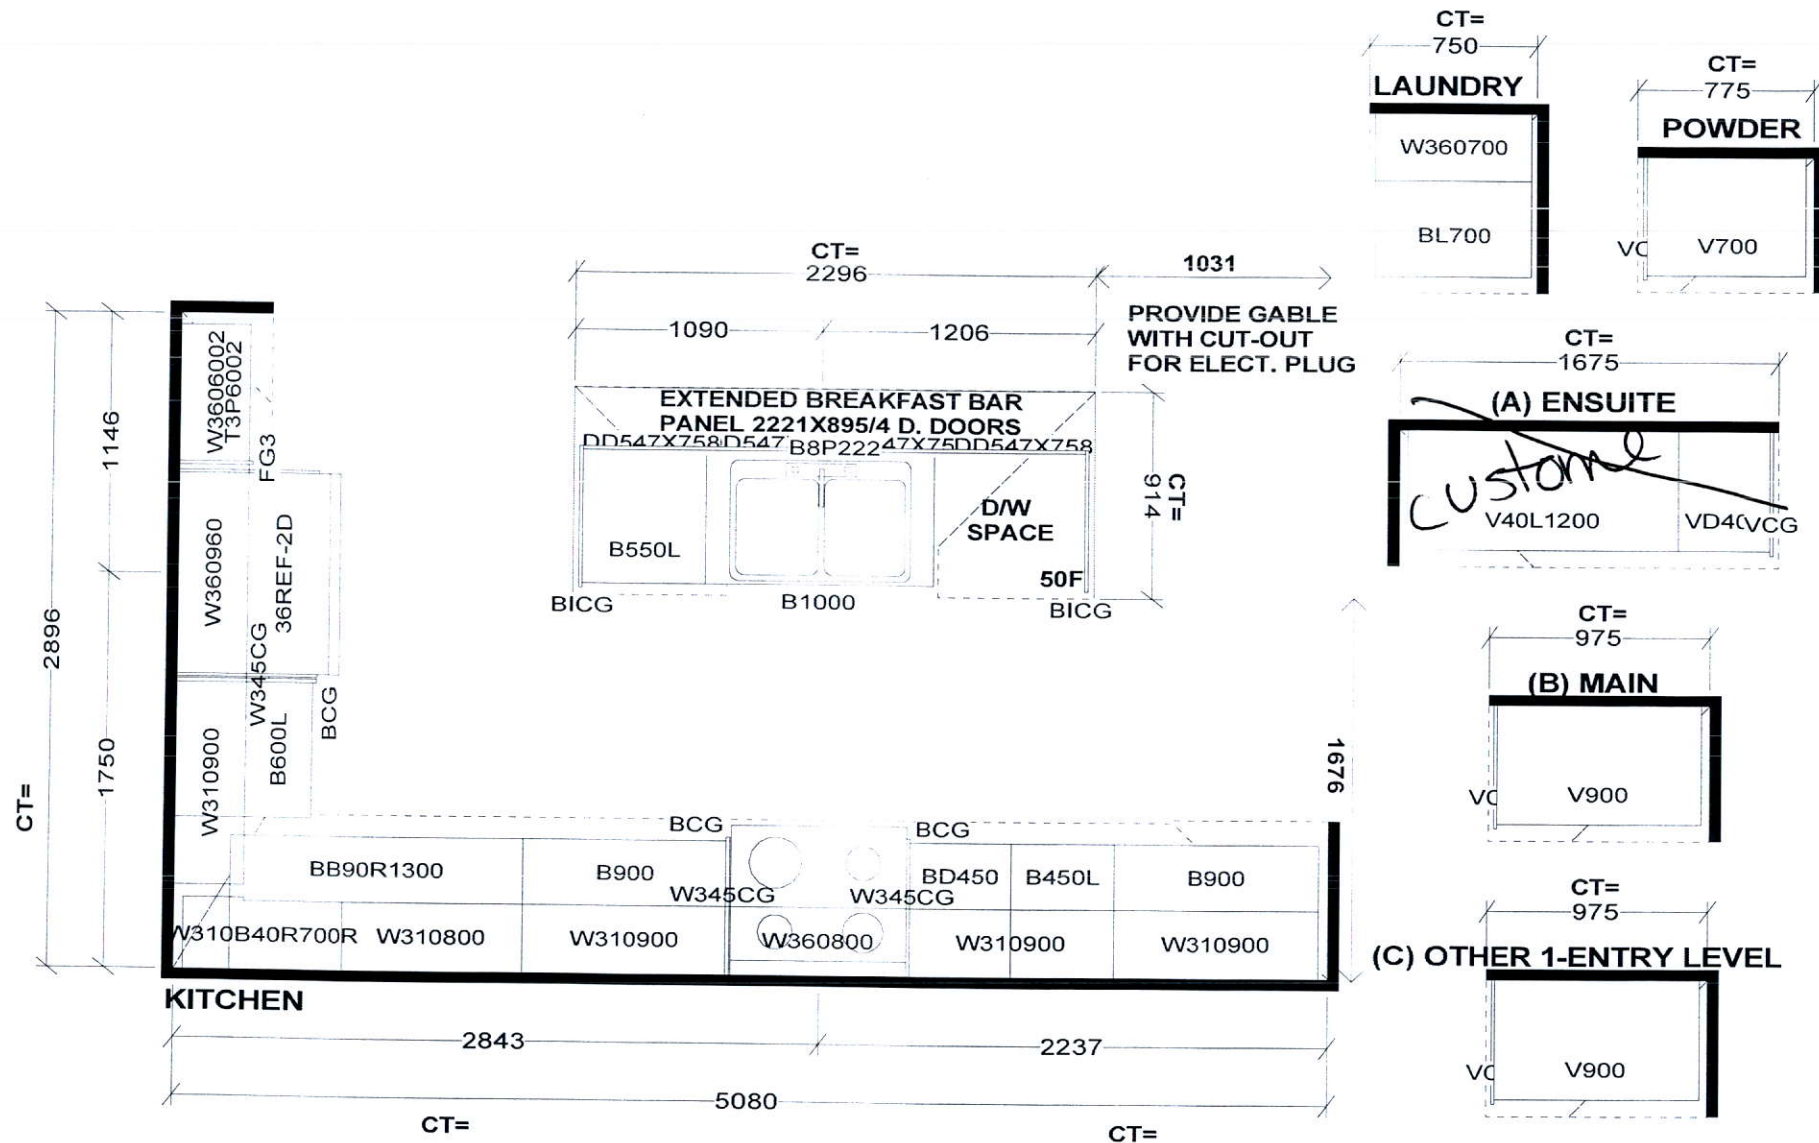 CT=
750
LAUNDRY
W360700
BL700
CT=
775
POWDER
V700
CT=
2296
1031
1090
1206
PROVIDE GABLE
WITH CUT-OUT
FOR ELECT. PLUG
EXTENDED BREAKFAST BAR
PANEL 2221X895/4 D. DOORS
DD547X758 D547 B8P222 47X75DD547X758
D/W
SPACE
B550L
50F
BICG
B1000
BICG
CT=
914
CT=
1675
(A) ENSUITE
V40L1200
VD40
VCG
CT=
975
(B) MAIN
VC
V900
CT=
975
(C) OTHER 1-ENTRY LEVEL
VC
V900
VC
2896
1146
1750
CT=
W3606002
T3P6002
FG3
W360960
36REF-2D
W345CG
B600L
BCG
W310900
1676
BCG
BCG
BB90R1300
B900
W345CG
W345CG
BD450
B450L
B900
W310B40R700R
W310800
W310900
W360800
W310900
W310900
KITCHEN
2843
2237
5080
CT=
CT=